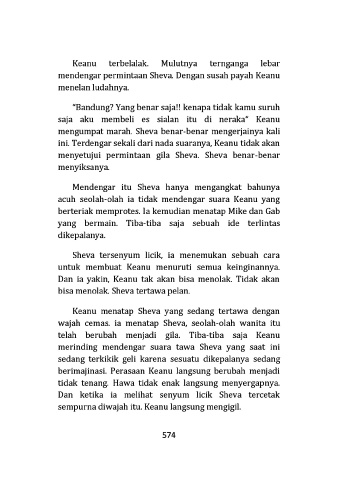 Keanu terbelalak. Mulutnya ternganga lebar
mendengar permintaan Sheva. Dengan susah payah Keanu
menelan ludahnya.
"Bandung? Yang benar saja!! kenapa tidak kamu suruh
saja aku membeli es sialan itu di neraka" Keanu
mengumpat marah. Sheva benar-benar mengerjainya kali
ini. Terdengar sekali dari nada suaranya, Keanu tidak akan
menyetujui permintaan gila Sheva. Sheva benar-benar
menyiksanya.
Mendengar itu Sheva hanya mengangkat bahunya
acuh seolah-olah ia tidak mendengar suara Keanu yang
berteriak memprotes. Ia kemudian menatap Mike dan Gab
yang bermain. Tiba-tiba saja sebuah ide terlintas
dikepalanya.
Sheva tersenyum licik, ia menemukan sebuah cara
untuk membuat Keanu menuruti semua keinginannya.
Dan ia yakin, Keanu tak akan bisa menolak. Tidak akan
bisa menolak. Sheva tertawa pelan.
Keanu menatap Sheva yang sedang tertawa dengan
wajah cemas. ia menatap Sheva, seolah-olah wanita itu
telah berubah menjadi gila. Tiba-tiba saja Keanu
merinding mendengar suara tawa Sheva yang saat ini
sedang terkikik geli karena sesuatu dikepalanya sedang
berimajinasi. Perasaan Keanu langsung berubah menjadi
tidak tenang. Hawa tidak enak langsung menyergapnya.
Dan ketika ia melihat senyum licik Sheva tercetak
sempurna diwajah itu. Keanu langsung mengigil.
574